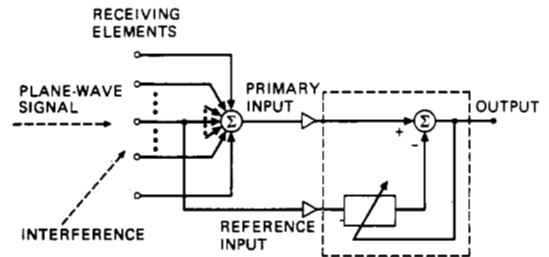 RECEIVING
ELEMENTS
PLANE-WAVE
SIGNAL
PRIMARY
INPUT
OUTPUT
Σ
Σ
+
-
REFERENCE
INPUT
INTERFERENCE